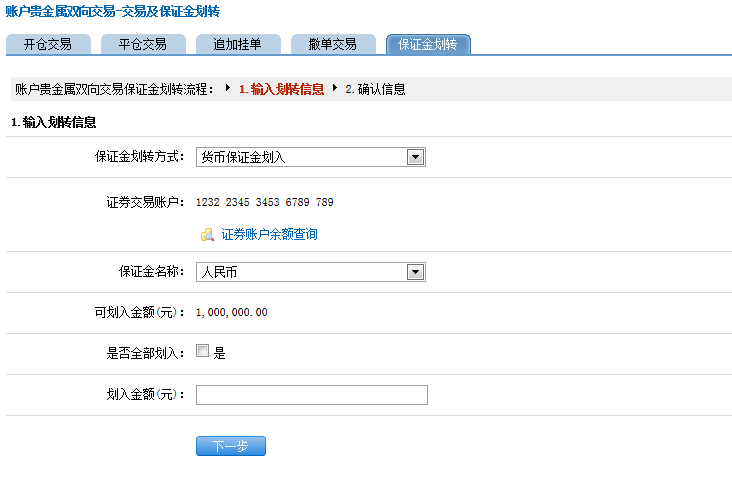 账户贵金属双向交易-交易及保证金划转
开仓交易 平仓交易 追加挂单 撤单交易 保证金划转
账户贵金属双向交易保证金划转流程： 1.输入划转信息 2.确认信息
1.输入划转信息
保证金划转方式： 货币保证金划入
证券交易账户： 1232 2345 3453 6789 789
证券账户余额查询
保证金名称： 人民币
可划入金额(元)： 1,000,000.00
是否全部划入： 是
划入金额(元)：
下一步